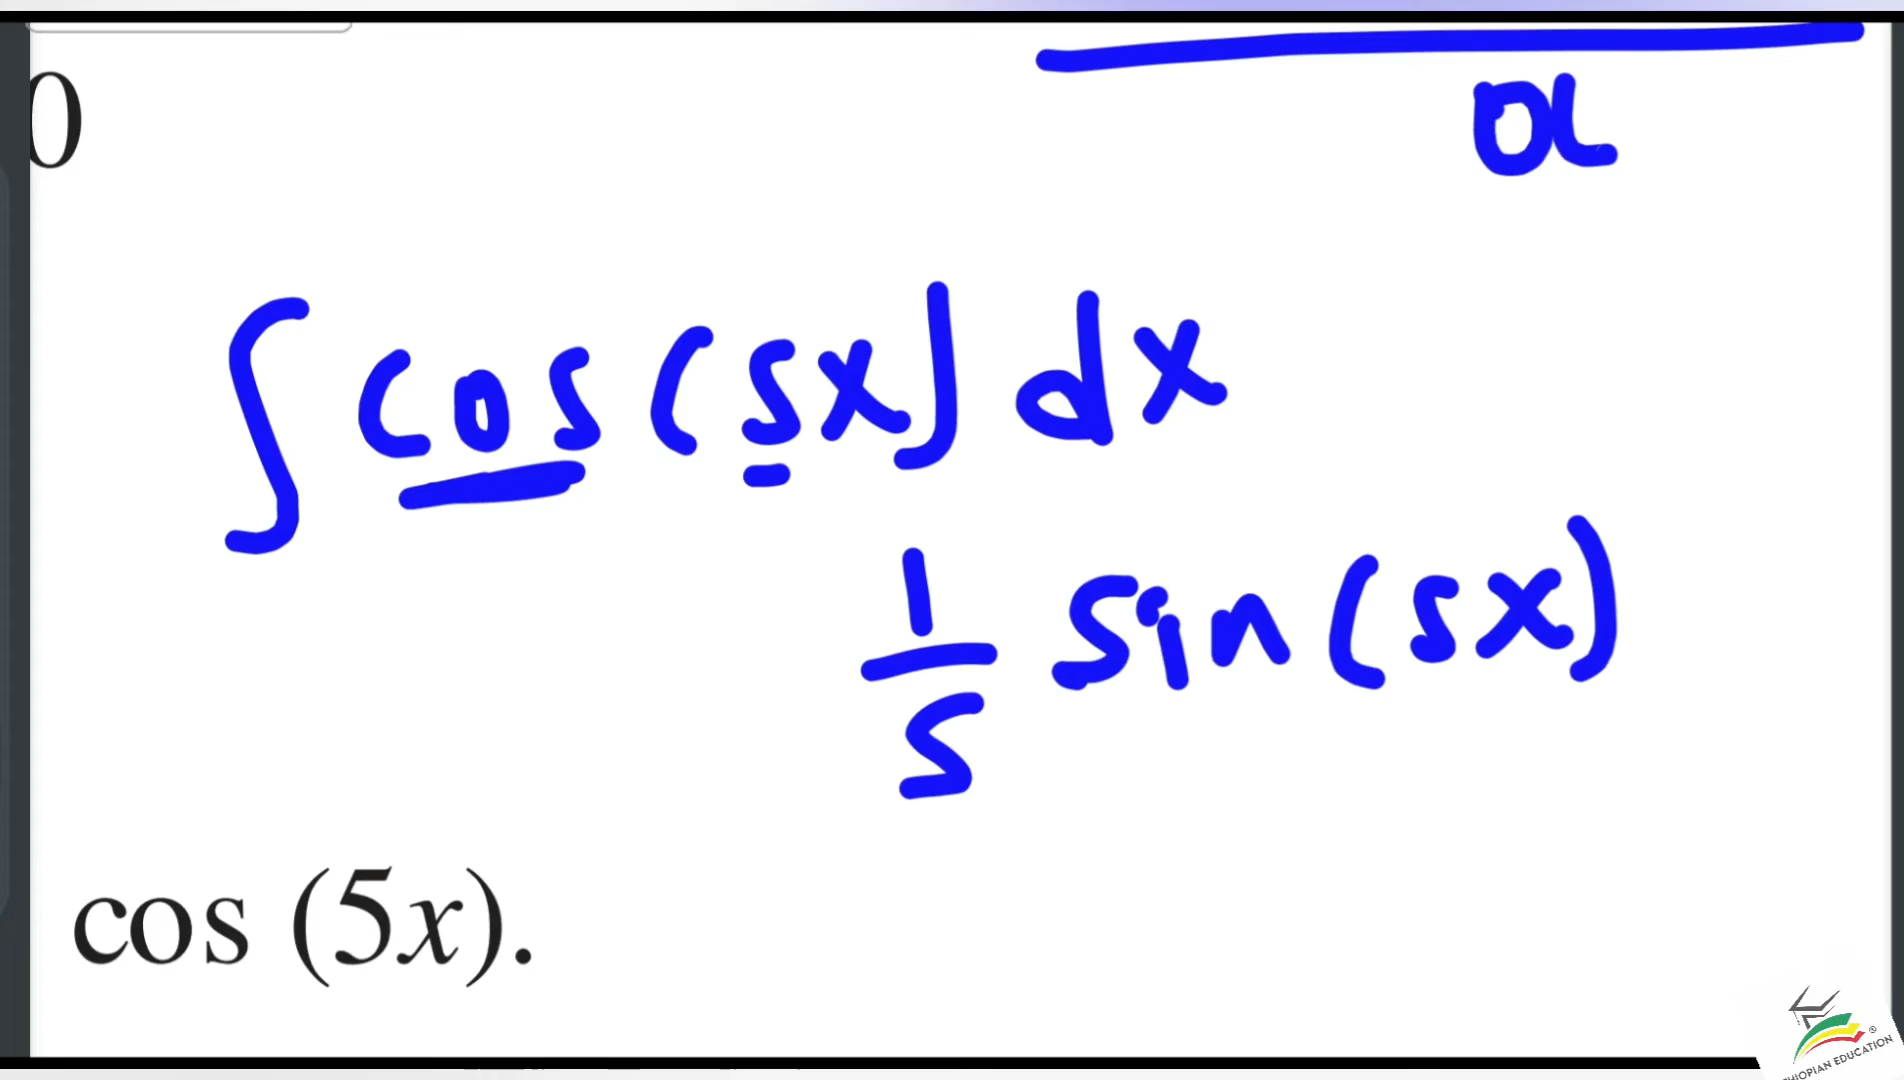 0
α
∫ cos(5x) dx
1/5 sin(5x)
cos (5x).
ETHIOPIAN EDUCATION ®